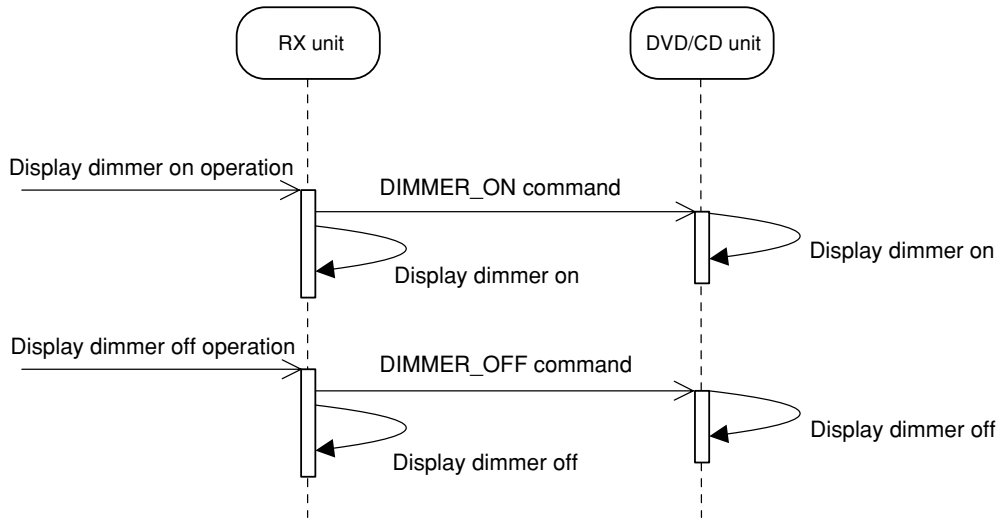 RX unit
DVD/CD unit
Display dimmer on operation
DIMMER_ON command
Display dimmer on
Display dimmer on
Display dimmer off operation
DIMMER_OFF command
Display dimmer off
Display dimmer off